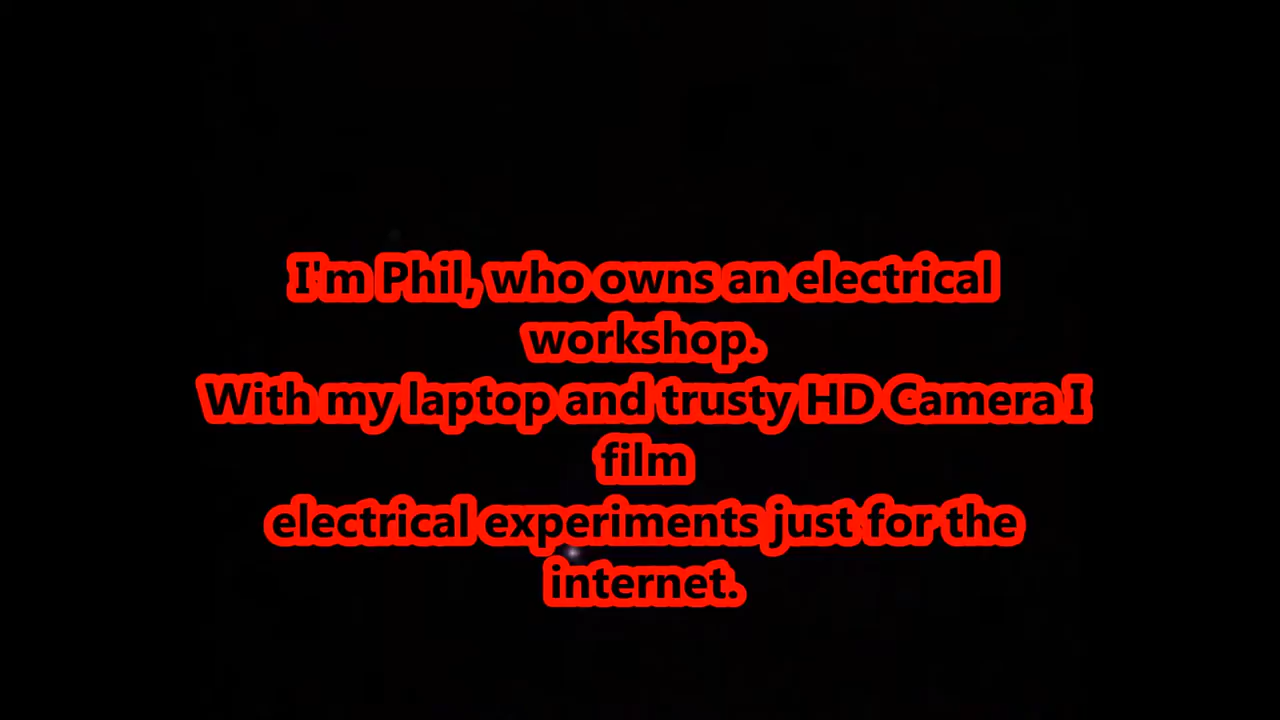 I'm Phil, who owns an electrical
workshop.
With my laptop and trusty HD Camera I
film
electrical experiments just for the
internet.